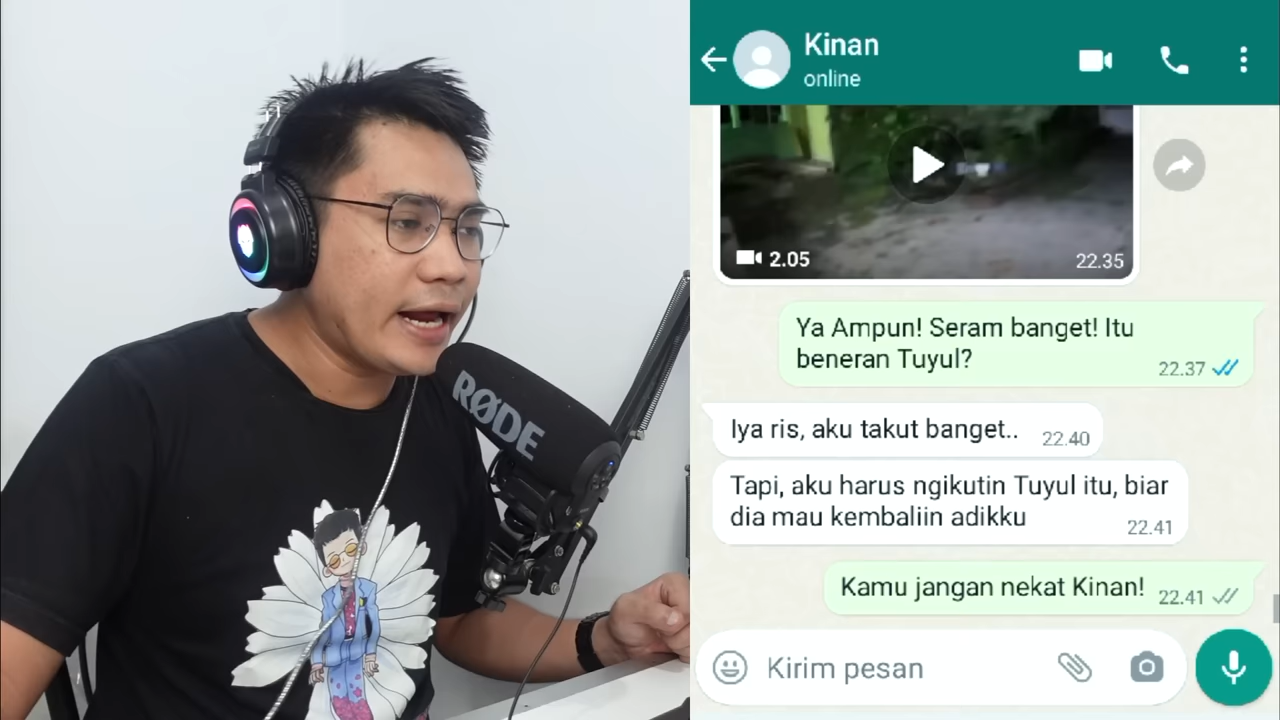 RØDE
Kinan
online
2.05
22.35
Ya Ampun! Seram banget! Itu
beneran Tuyul?
22.37
Iya ris, aku takut banget..
22.40
Tapi, aku harus ngikutin Tuyul itu, biar
dia mau kembaliin adikku
22.41
Kamu jangan nekat Kinan!
22.41
Kirim pesan